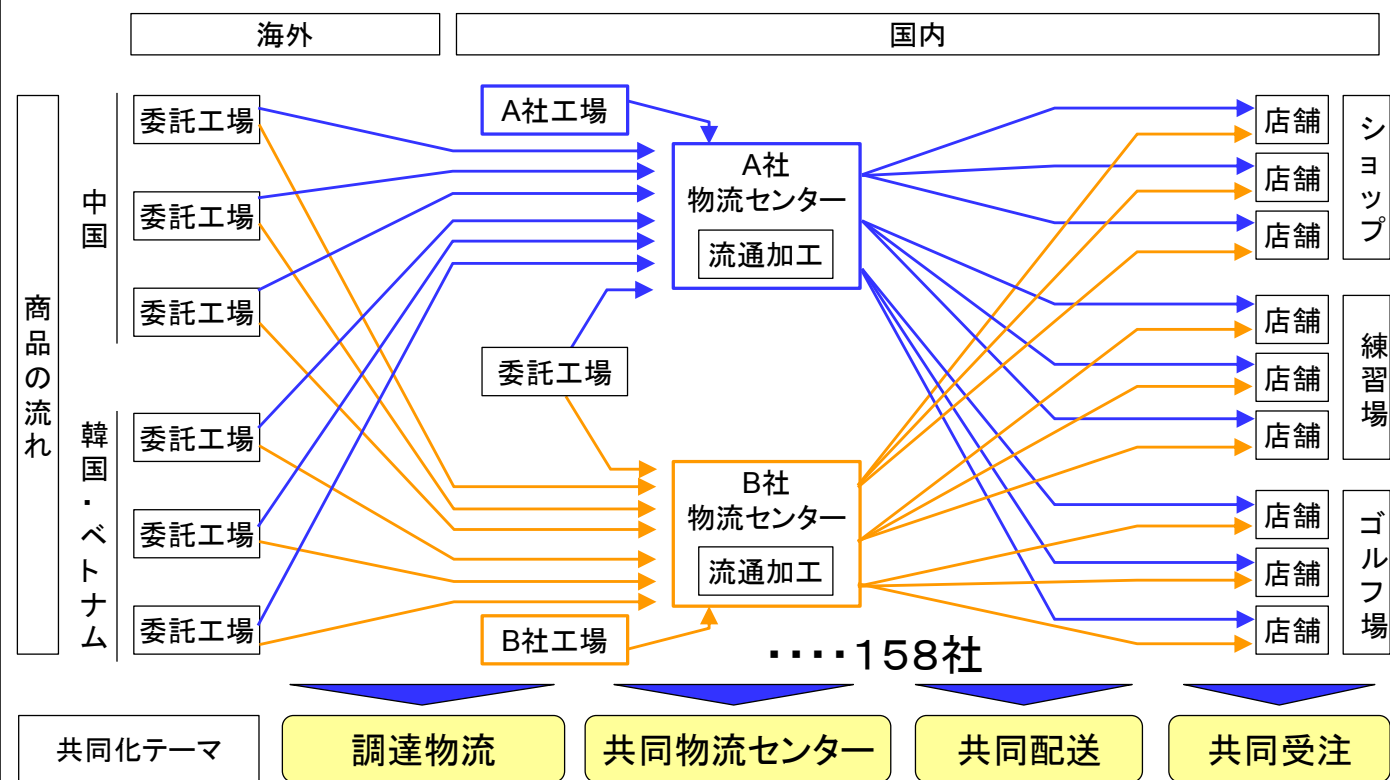 海外
国内
商品の流れ
中国
委託工場
委託工場
委託工場
韓国・ベトナム
委託工場
委託工場
委託工場
A社工場
委託工場
B社工場
A社
物流センター
流通加工
B社
物流センター
流通加工
・・・・158社
店舗
店舗
店舗
ショップ
店舗
店舗
店舗
練習場
店舗
店舗
店舗
ゴルフ場
共同化テーマ
調達物流
共同物流センター
共同配送
共同受注